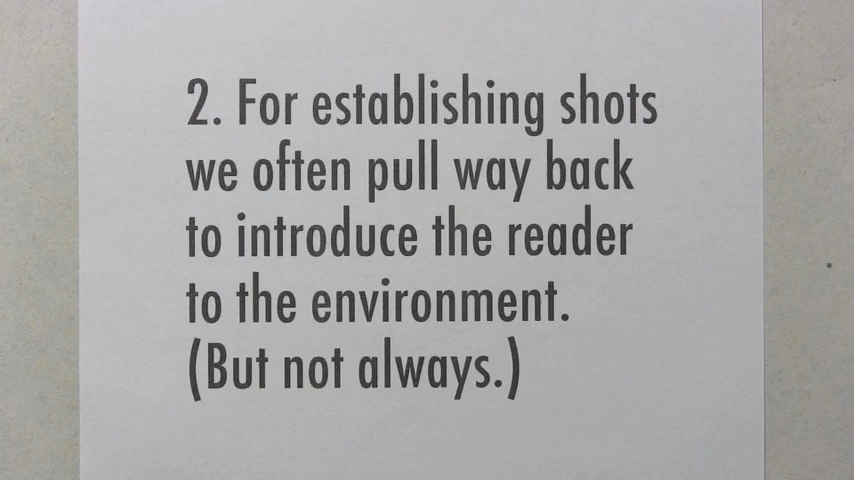 2. For establishing shots
we often pull way back
to introduce the reader
to the environment.
(But not always.)